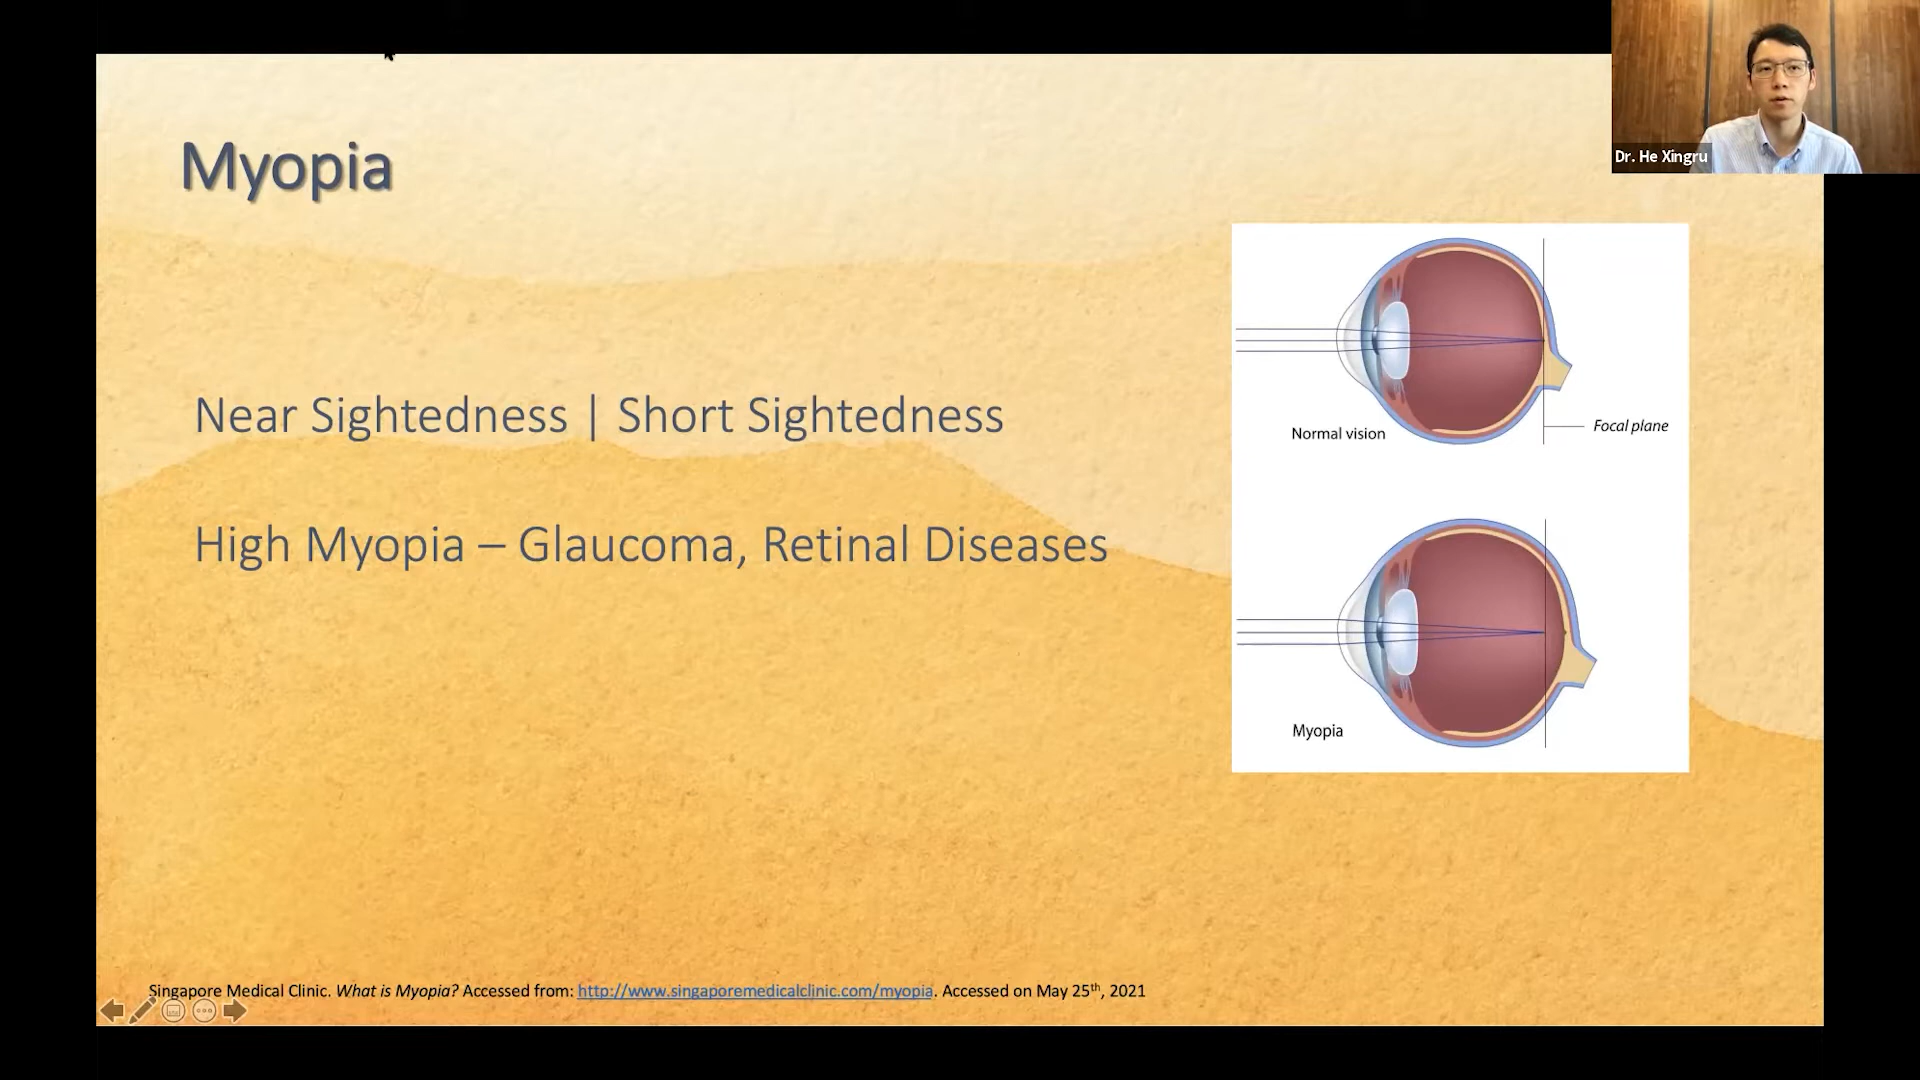 Myopia
Dr. He Xingru
Near Sightedness | Short Sightedness
High Myopia – Glaucoma, Retinal Diseases
Normal vision
Focal plane
Myopia
Singapore Medical Clinic. What is Myopia? Accessed from: http://www.singaporemedicalclinic.com/myopia. Accessed on May 25th, 2021